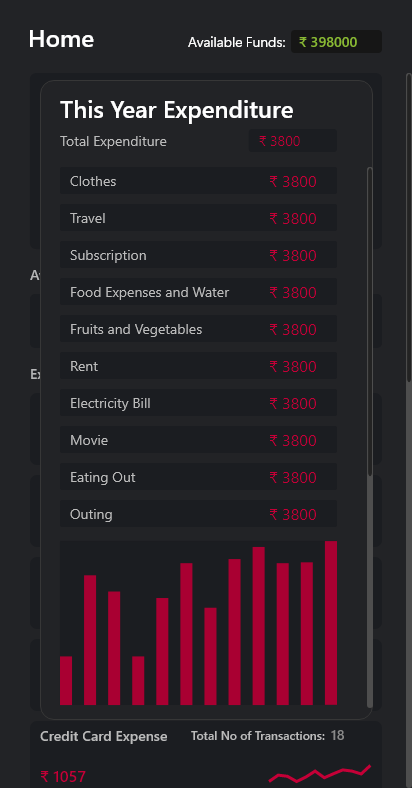 Home
Available Funds: ₹ 398000
This Year Expenditure
Total Expenditure ₹ 3800
Clothes ₹ 3800
Travel ₹ 3800
Subscription ₹ 3800
Food Expenses and Water ₹ 3800
Fruits and Vegetables ₹ 3800
Rent ₹ 3800
Electricity Bill ₹ 3800
Movie ₹ 3800
Eating Out ₹ 3800
Outing ₹ 3800
Credit Card Expense Total No of Transactions: 18
₹ 1057